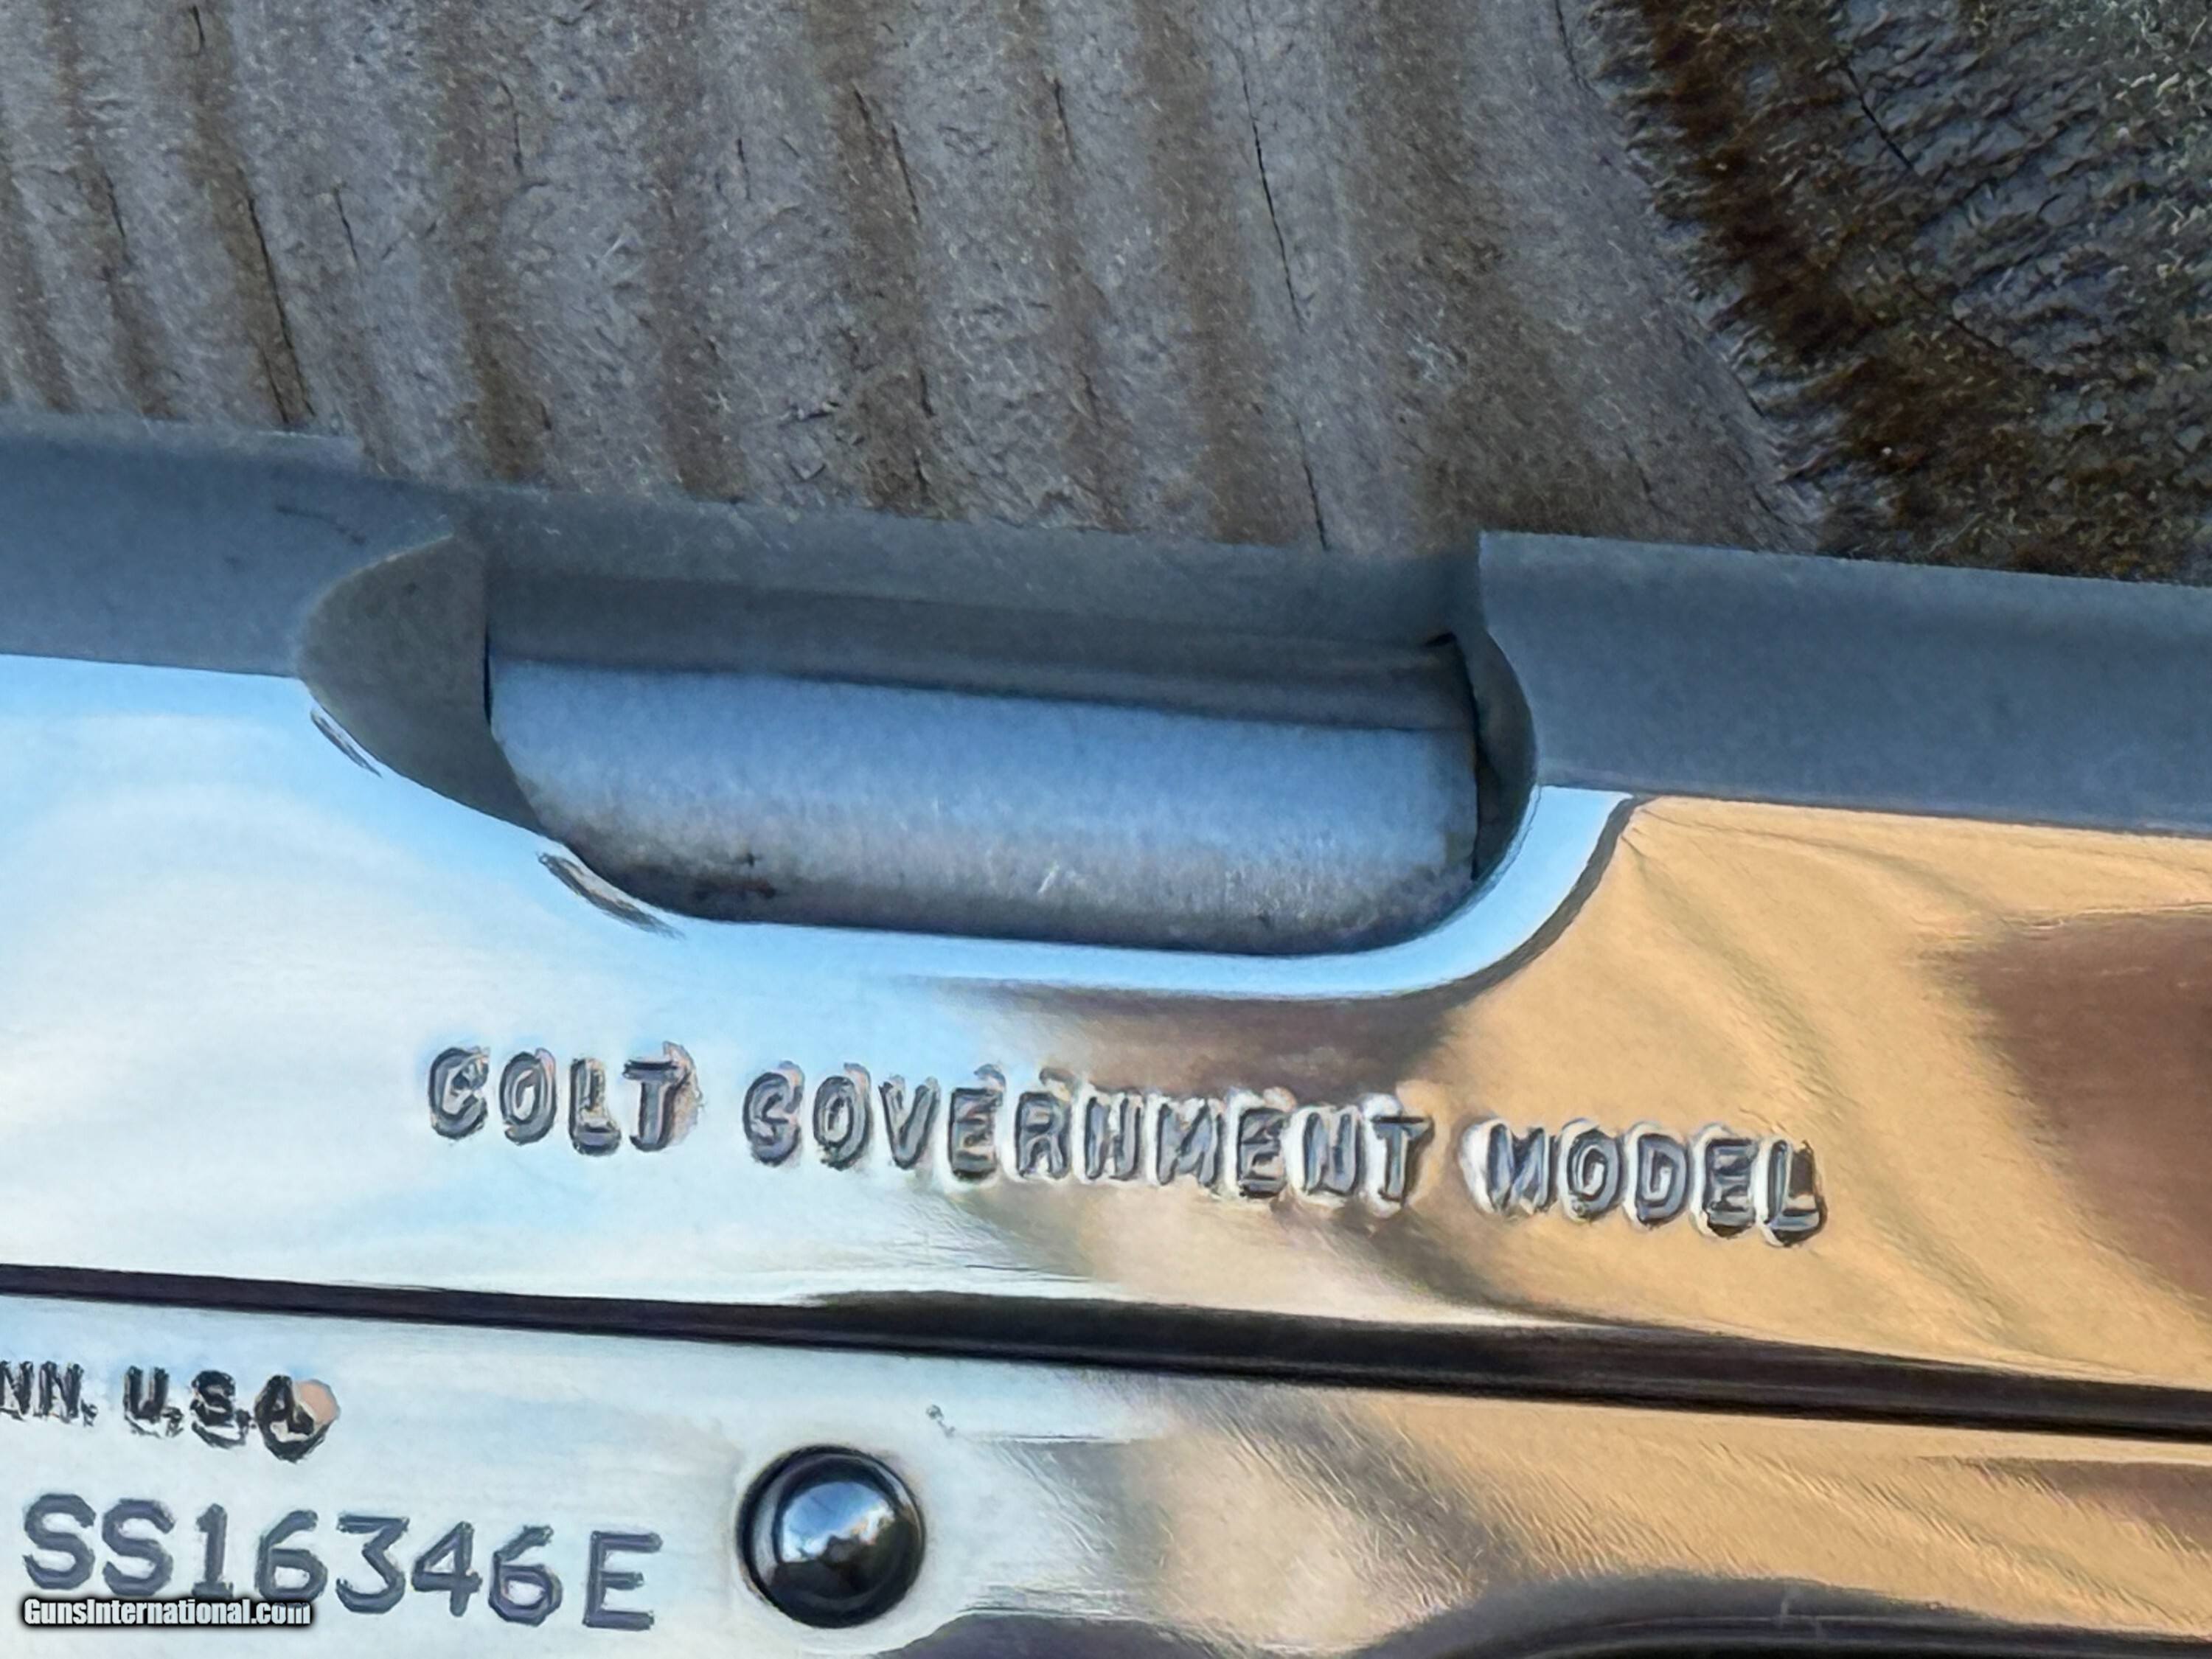 COLT GOVERNMENT MODEL
NN. U.S.A.
SS16346E
GunsInternational.com